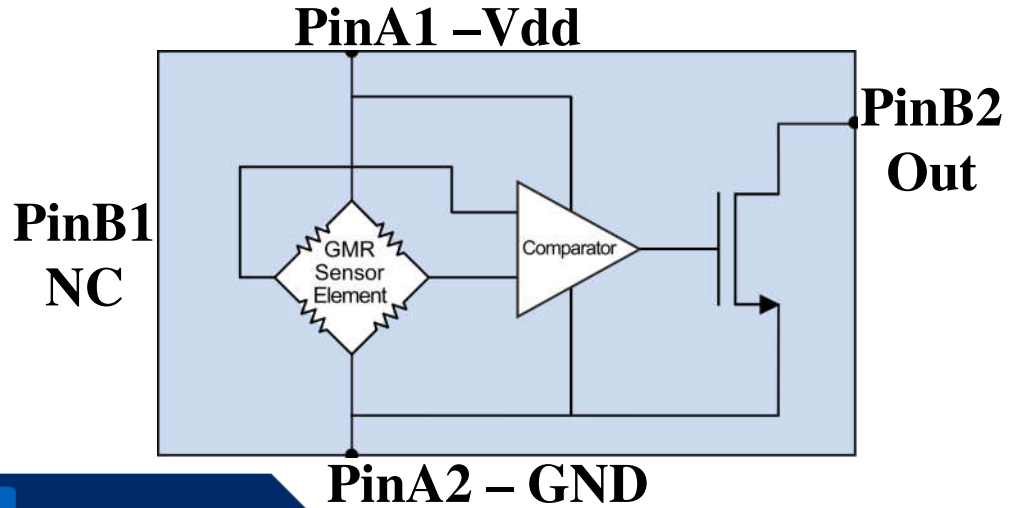 PinA1 –Vdd
PinB2
Out
PinB1
NC
GMR
Sensor
Element
Comparator
PinA2 – GND